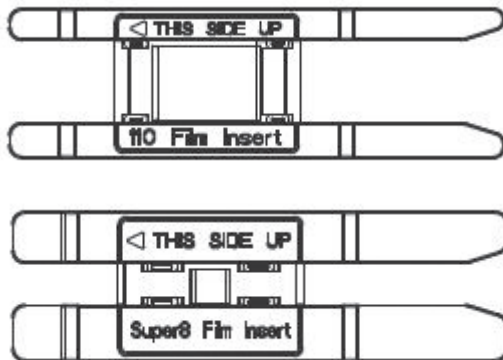 ◁ THIS SIDE UP
110 Film Insert
◁ THIS SIDE UP
Super8 Film Insert